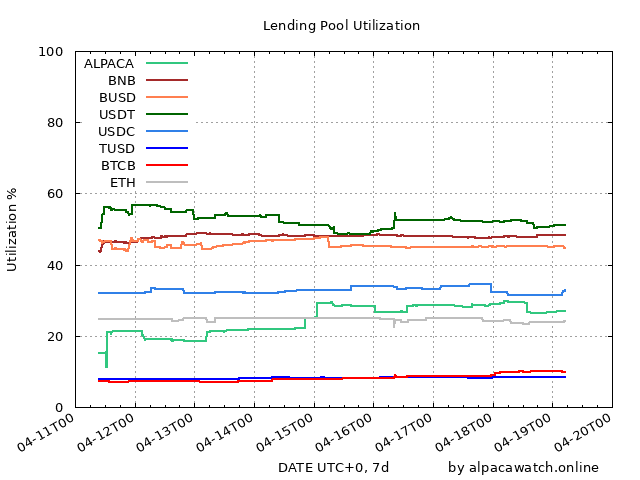 Lending Pool Utilization
Utilization %
100
80
60
40
20
0
ALPACA
BNB
BUSD
USDT
USDC
TUSD
BTCB
ETH
04-11T00
04-12T00
04-13T00
04-14T00
04-15T00
04-16T00
04-17T00
04-18T00
04-19T00
04-20T00
DATE UTC+0, 7d
by alpacawatch.online